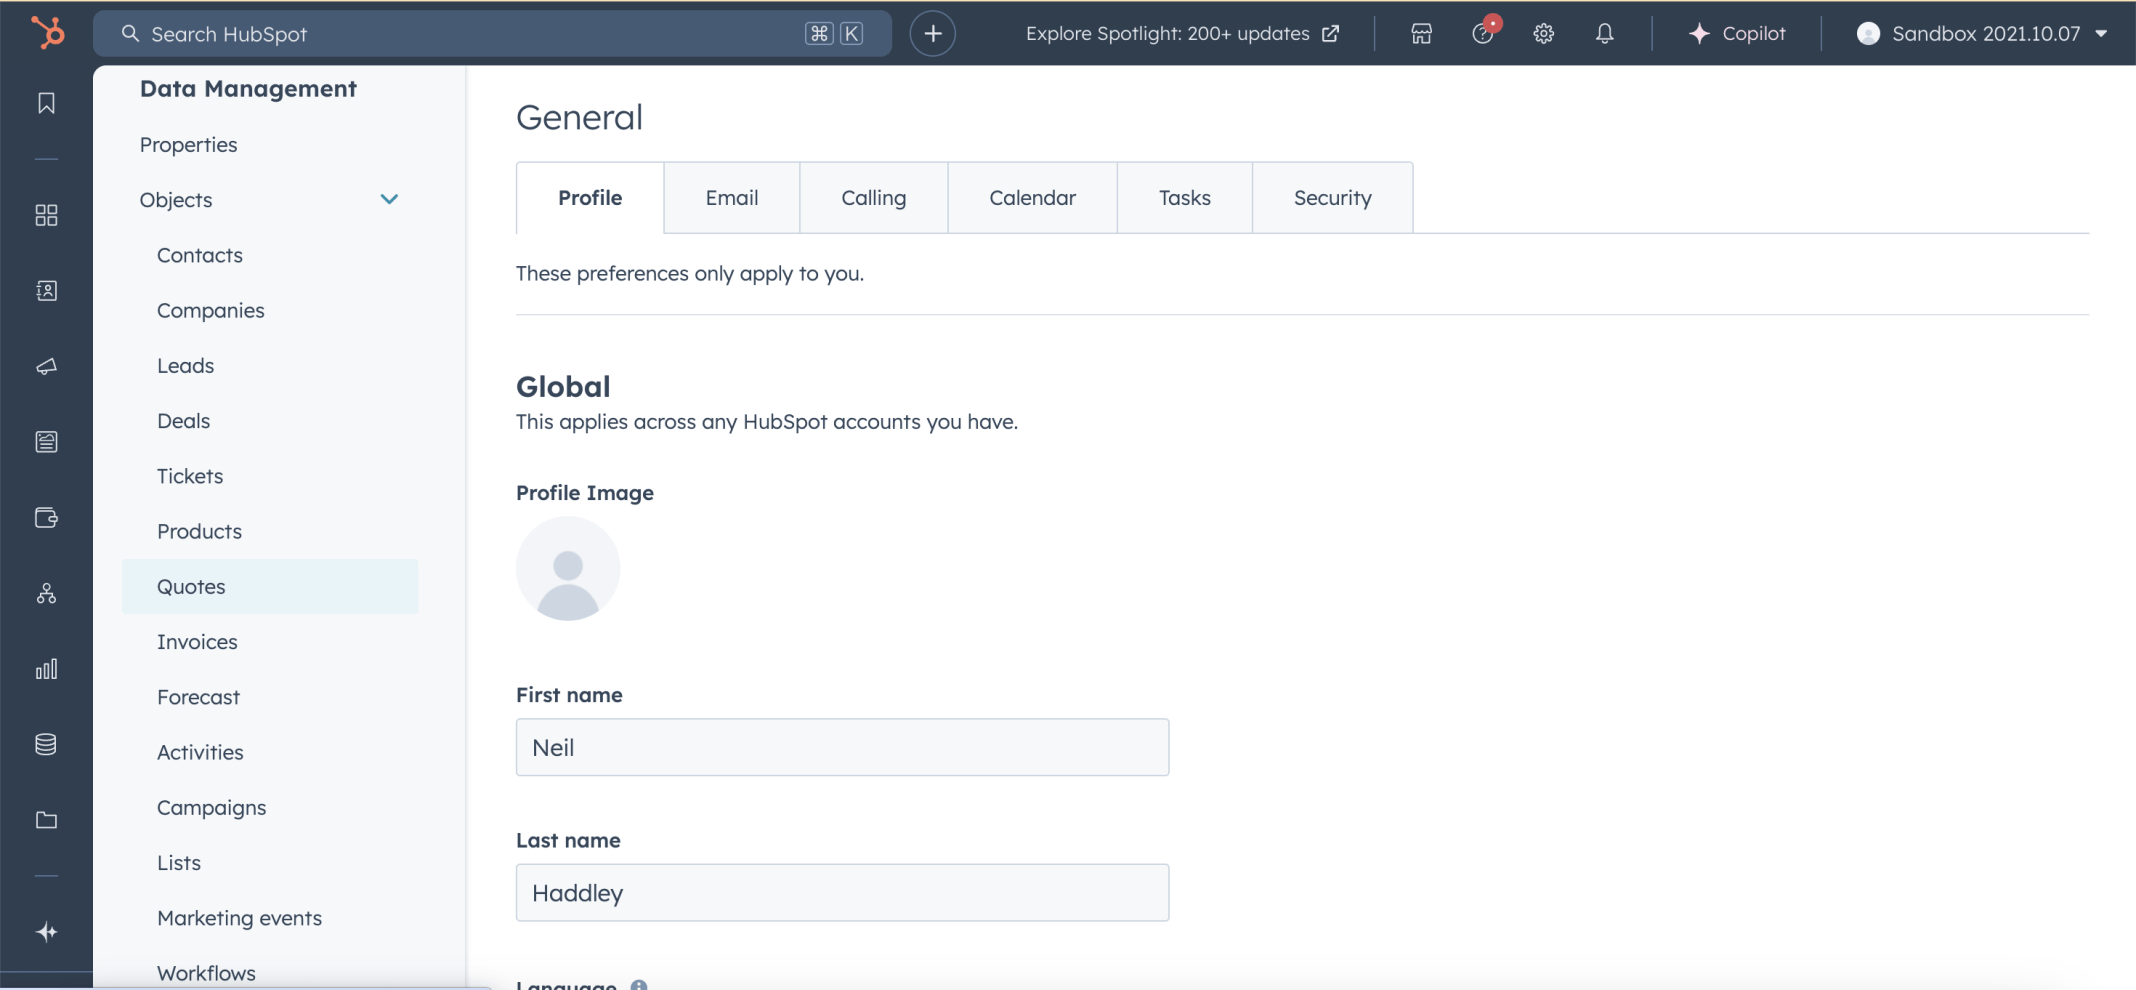 Search HubSpot
⌘ K
Explore Spotlight: 200+ updates
Copilot
Sandbox 2021.10.07
Data Management
Properties
Objects
Contacts
Companies
Leads
Deals
Tickets
Products
Quotes
Invoices
Forecast
Activities
Campaigns
Lists
Marketing events
Workflows
General
Profile
Email
Calling
Calendar
Tasks
Security
These preferences only apply to you.
Global
This applies across any HubSpot accounts you have.
Profile Image
First name
Neil
Last name
Haddley
Language